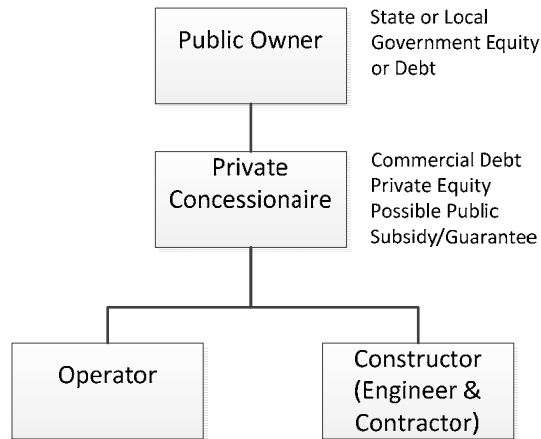 Public Owner
State or Local
Government Equity
or Debt
Private
Concessionaire
Commercial Debt
Private Equity
Possible Public
Subsidy/Guarantee
Operator
Constructor
(Engineer &
Contractor)